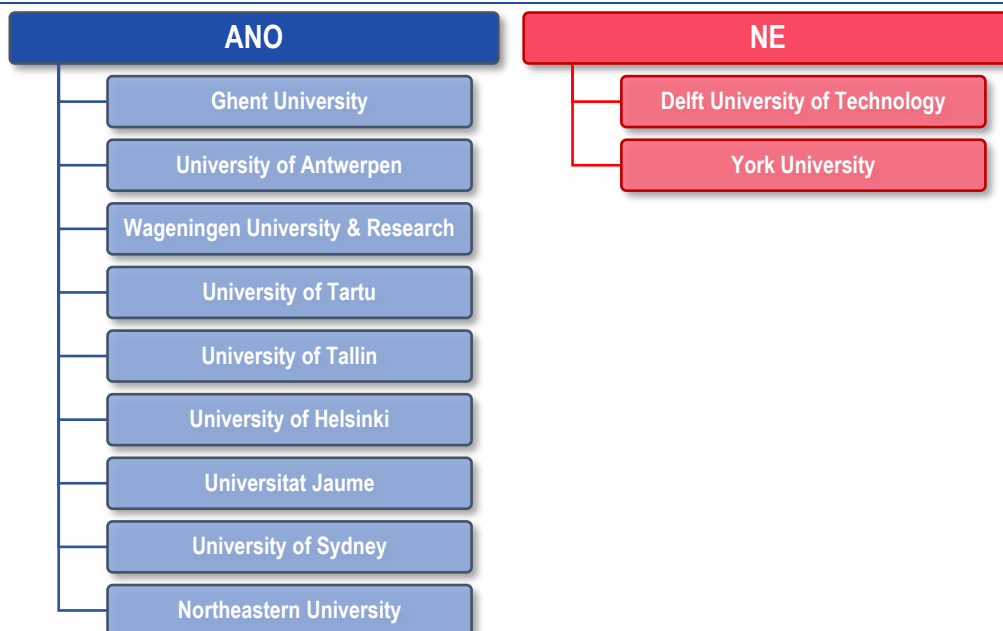 ANO
Ghent University
University of Antwerpen
Wageningen University & Research
University of Tartu
University of Tallin
University of Helsinki
Universitat Jaume
University of Sydney
Northeastern University
NE
Delft University of Technology
York University